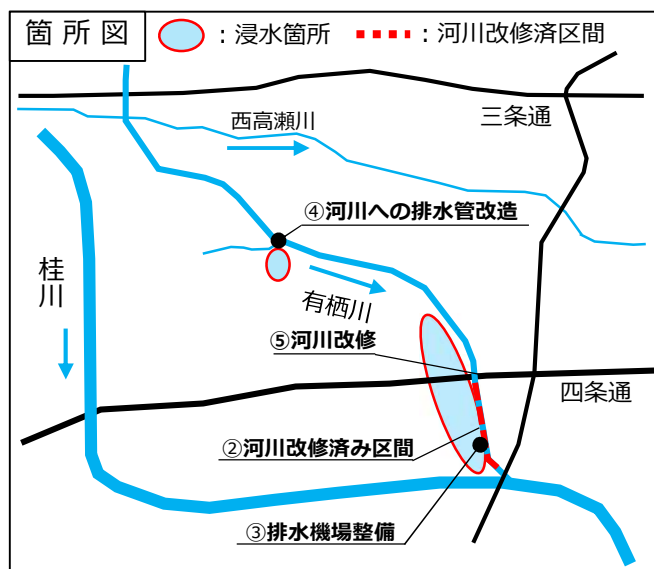 箇所図
：浸水箇所
：河川改修済区間
西高瀬川
三条通
④河川への排水管改造
桂川
有栖川
⑤河川改修
四条通
②河川改修済み区間
③排水機場整備